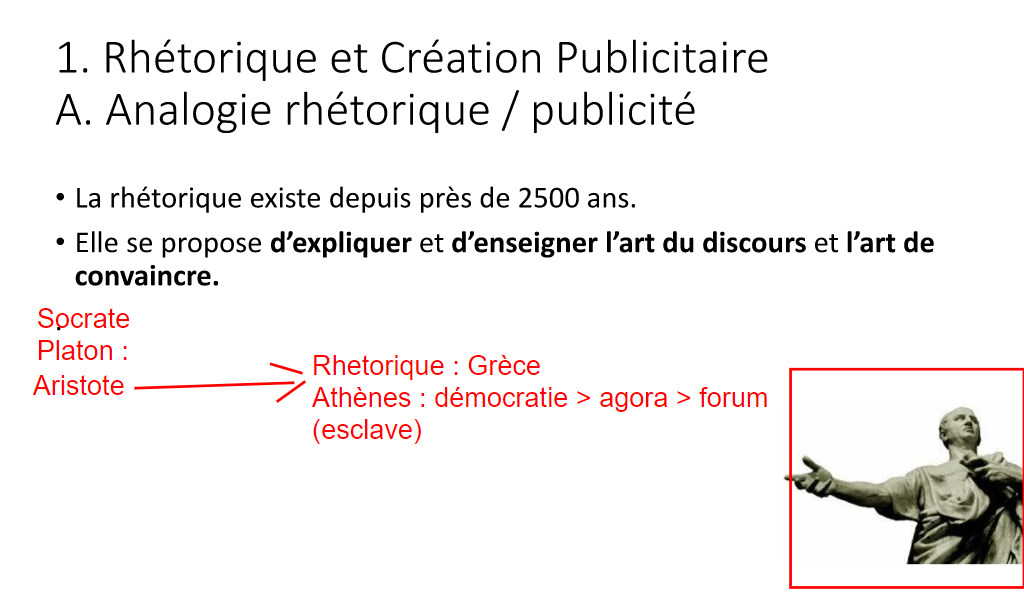 1. Rhétorique et Création Publicitaire
A. Analogie rhétorique / publicité
• La rhétorique existe depuis près de 2500 ans.
• Elle se propose d’expliquer et d’enseigner l’art du discours et l’art de
convaincre.
Socrate
Platon :
Aristote
Rhetorique : Grèce
Athènes : démocratie > agora > forum
(esclave)